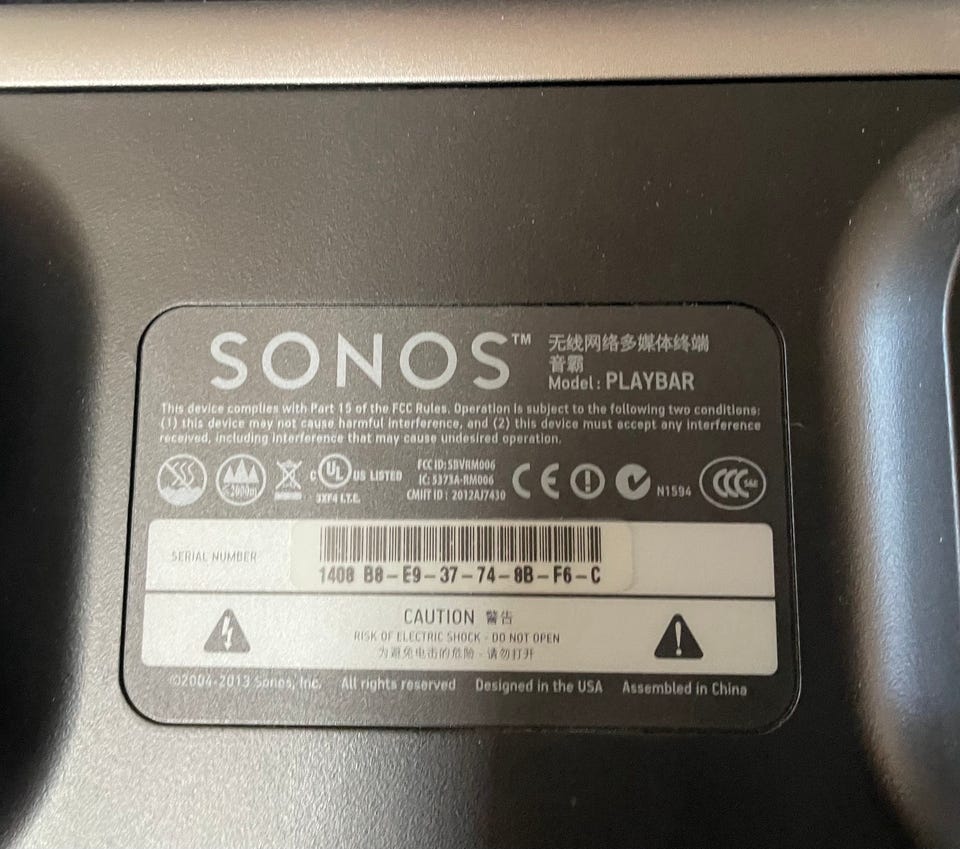 SONOS™
无线网络多媒体终端
音霸
Model: PLAYBAR
This device complies with Part 15 of the FCC Rules. Operation is subject to the following two conditions:
(1) this device may not cause harmful interference, and (2) this device must accept any interference
received, including interference that may cause undesired operation.
2000m
C UL US LISTED
3XF4 I.T.E.
FCC ID: SBVRM006
IC: 5373A-RM006
CMIIT ID: 2012AJ7430
CE
N1594
CCC S&E
SERIAL NUMBER
1408 B8-E9-37-74-8B-F6-C
CAUTION 警告
RISK OF ELECTRIC SHOCK - DO NOT OPEN
为避免电击的危险 - 请勿打开
©2004-2013 Sonos, Inc. All rights reserved Designed in the USA Assembled in China